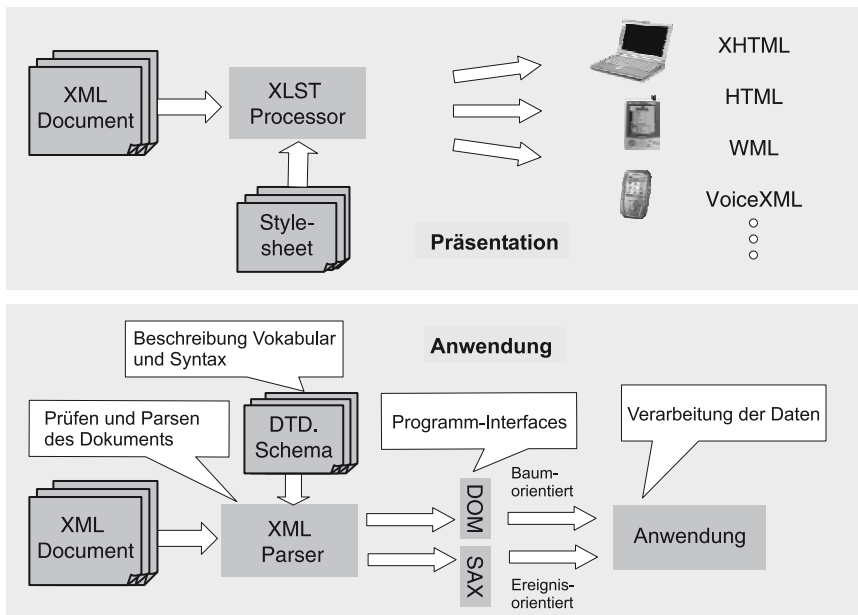 XML
Document
XLST
Processor
Style-
sheet
Präsentation
XHTML
HTML
WML
VoiceXML
Anwendung
Beschreibung Vokabular
und Syntax
Prüfen und Parsen
des Dokuments
DTD.
Schema
Programm-Interfaces
Verarbeitung der Daten
XML
Document
XML
Parser
DOM
SAX
Baum-
orientiert
Ereignis-
orientiert
Anwendung